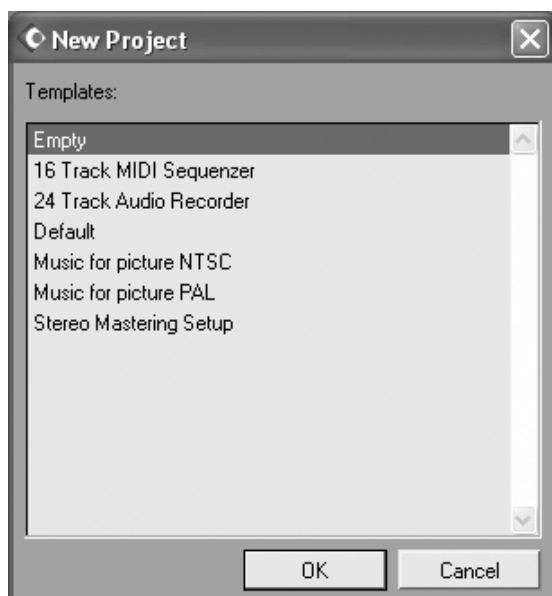 New Project
Templates:
Empty
16 Track MIDI Sequenzer
24 Track Audio Recorder
Default
Music for picture NTSC
Music for picture PAL
Stereo Mastering Setup
OK Cancel